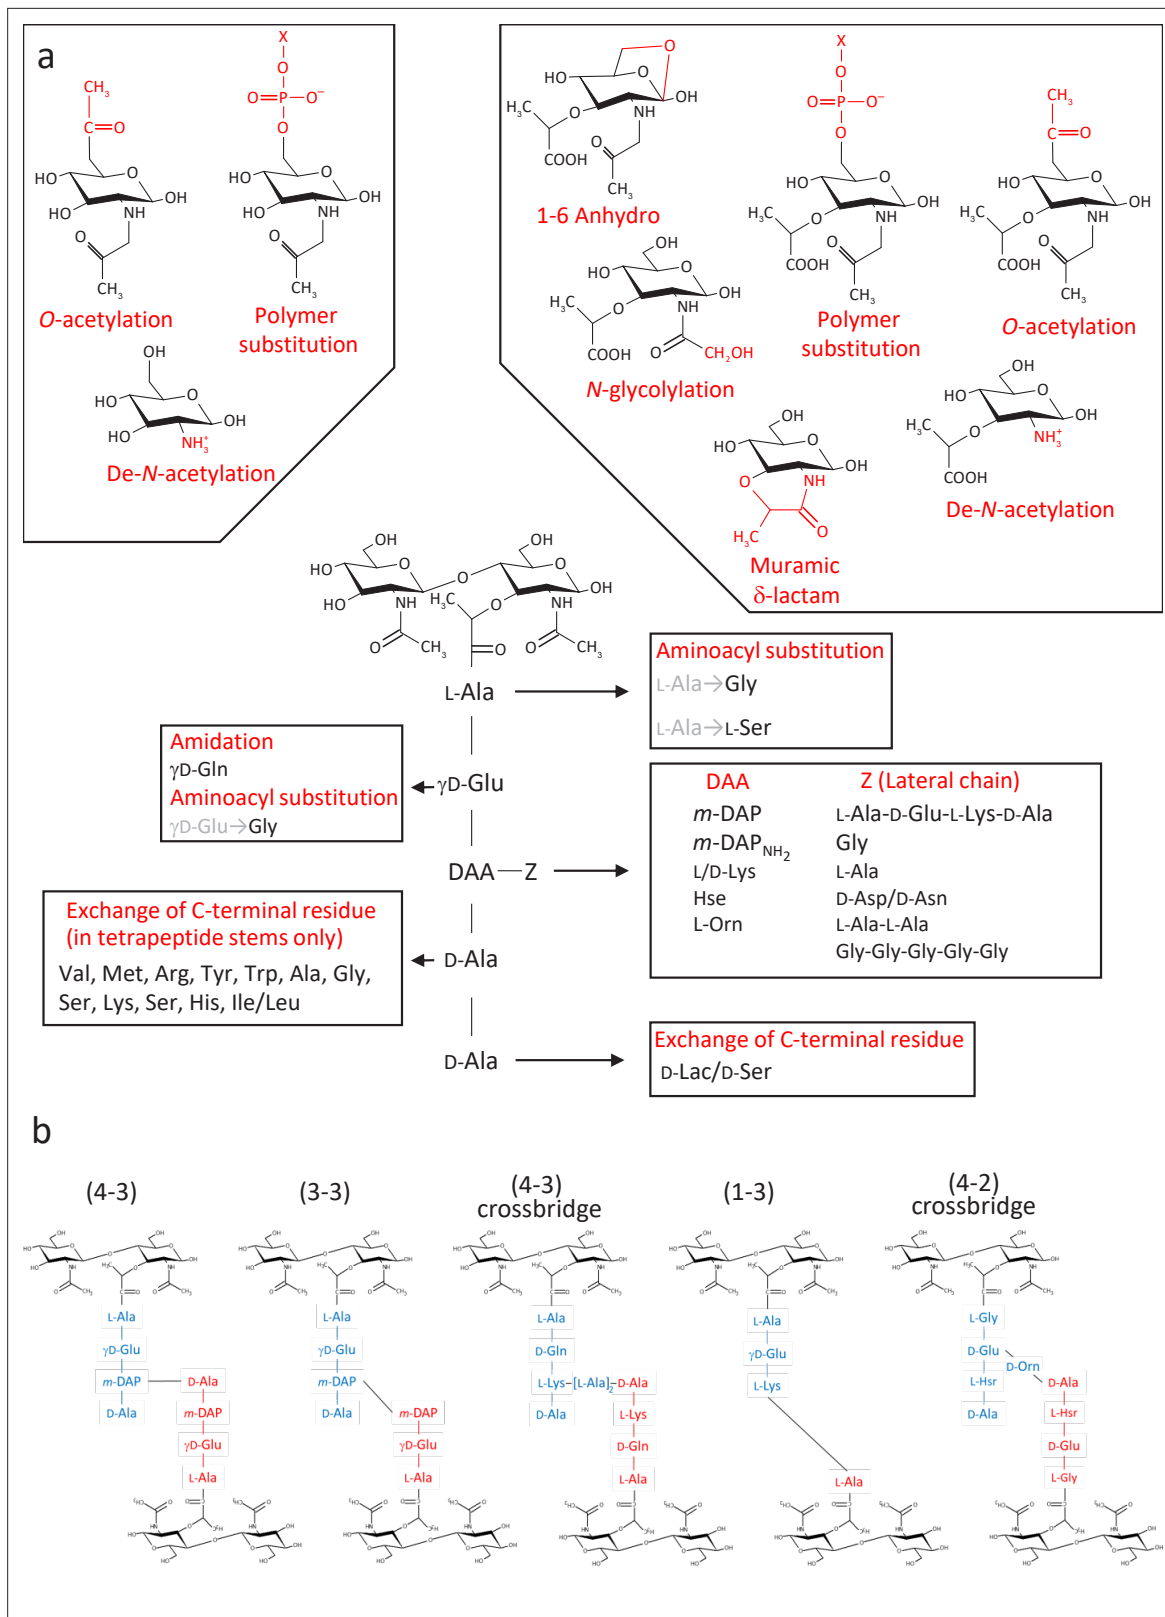 a
X
O
O=P–O⁻
O
CH₃
C=O
O
HO
HO
OH
NH
O
CH₃
O-acetylation
O
HO
HO
OH
NH
O
CH₃
Polymer
substitution
OH
O
HO
HO
OH
NH₃⁺
De-N-acetylation
O
HO
O
OH
H₃C
O
NH
COOH
O
CH₃
1-6 Anhydro
X
O
O=P–O⁻
O
HO
O
OH
H₃C
O
NH
COOH
O
CH₃
Polymer
substitution
CH₃
C=O
HO
O
OH
H₃C
O
NH
COOH
O
CH₃
O-acetylation
OH
HO
O
OH
H₃C
O
NH
COOH
O
CH₂OH
N-glycolylation
HO
HO
O
OH
O
NH
H₃C
O
Muramic
δ-lactam
HO
HO
O
OH
H₃C
O
NH₃⁺
COOH
De-N-acetylation
OH
OH
HO
O
O
O
HO
OH
NH
H₃C
O
NH
O
CH₃
O
O
CH₃
L-Ala
Aminoacyl substitution
L-Ala→Gly
L-Ala→L-Ser
Amidation
γD-Gln
Aminoacyl substitution
γD-Glu→Gly
γD-Glu
DAA
Z (Lateral chain)
m-DAP
L-Ala-D-Glu-L-Lys-D-Ala
m-DAP NH₂
Gly
L/D-Lys
L-Ala
Hse
D-Asp/D-Asn
L-Orn
L-Ala-L-Ala
Gly-Gly-Gly-Gly-Gly
DAA—Z
Exchange of C-terminal residue
(in tetrapeptide stems only)
Val, Met, Arg, Tyr, Trp, Ala, Gly,
Ser, Lys, Ser, His, Ile/Leu
D-Ala
D-Ala
Exchange of C-terminal residue
D-Lac/D-Ser
b
(4-3)
(3-3)
(4-3)
crossbridge
(1-3)
(4-2)
crossbridge
L-Ala
γD-Glu
m-DAP
D-Ala
D-Ala
m-DAP
γD-Glu
L-Ala
L-Ala
γD-Glu
m-DAP
D-Ala
m-DAP
γD-Glu
L-Ala
L-Ala
D-Gln
L-Lys–[L-Ala]₂–D-Ala
D-Ala
L-Lys
D-Gln
L-Ala
L-Ala
γD-Glu
L-Lys
L-Ala
L-Gly
D-Glu
D-Orn
L-Hsr
D-Ala
D-Ala
L-Hsr
D-Glu
L-Gly